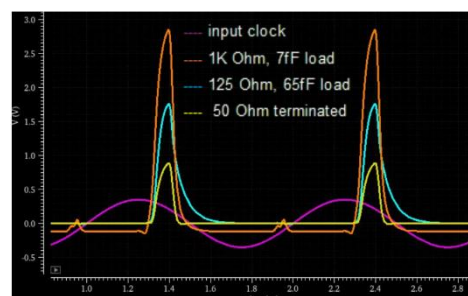 3.0
input clock
1K Ohm, 7fF load
2.5
125 Ohm, 65fF load
2.0
50 Ohm terminated
V (V)
1.5
1.0
0.5
0.0
-0.5
1.0 1.2 1.4 1.6 1.8 2.0 2.2 2.4 2.6 2.8